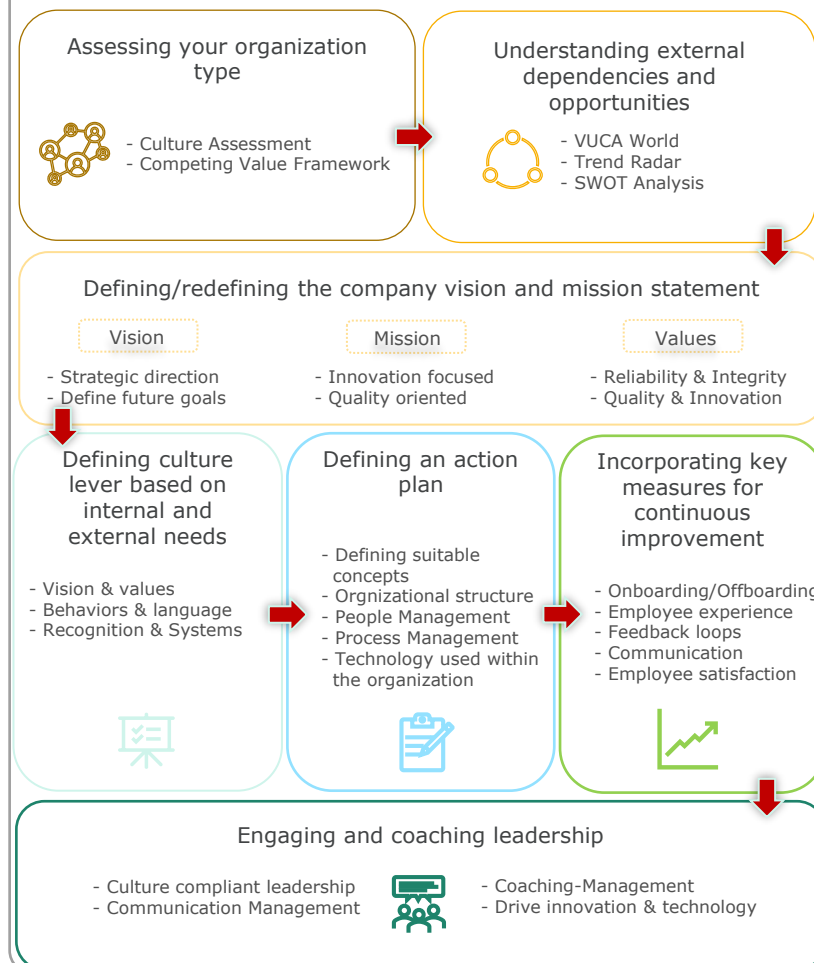 Assessing your organization
type
- Culture Assessment
- Competing Value Framework
Understanding external
dependencies and
opportunities
- VUCA World
- Trend Radar
- SWOT Analysis
Defining/redefining the company vision and mission statement
Vision
- Strategic direction
- Define future goals
Mission
- Innovation focused
- Quality oriented
Values
- Reliability & Integrity
- Quality & Innovation
Defining culture
lever based on
internal and
external needs
- Vision & values
- Behaviors & language
- Recognition & Systems
Defining an action
plan
- Defining suitable
concepts
- Orgnizational structure
- People Management
- Process Management
- Technology used within
the organization
Incorporating key
measures for
continuous
improvement
- Onboarding/Offboarding
- Employee experience
- Feedback loops
- Communication
- Employee satisfaction
Engaging and coaching leadership
- Culture compliant leadership
- Communication Management
- Coaching-Management
- Drive innovation & technology